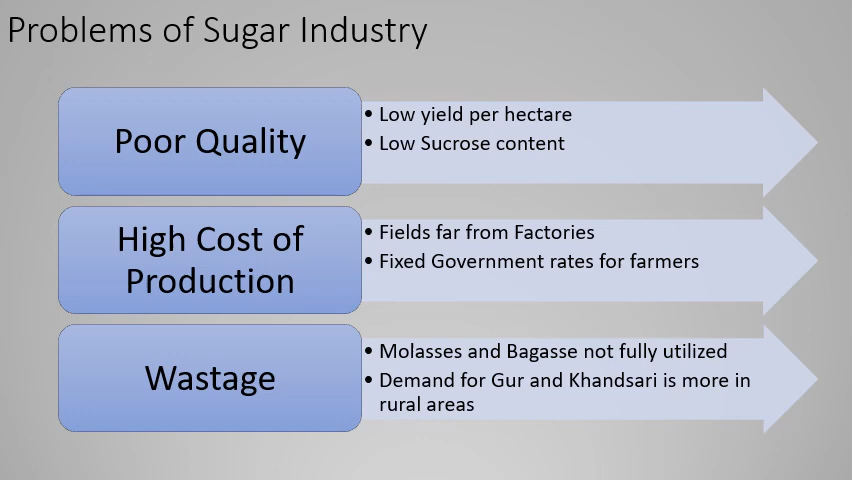 Problems of Sugar Industry
Poor Quality
• Low yield per hectare
• Low Sucrose content
High Cost of
Production
• Fields far from Factories
• Fixed Government rates for farmers
Wastage
• Molasses and Bagasse not fully utilized
• Demand for Gur and Khandsari is more in
rural areas